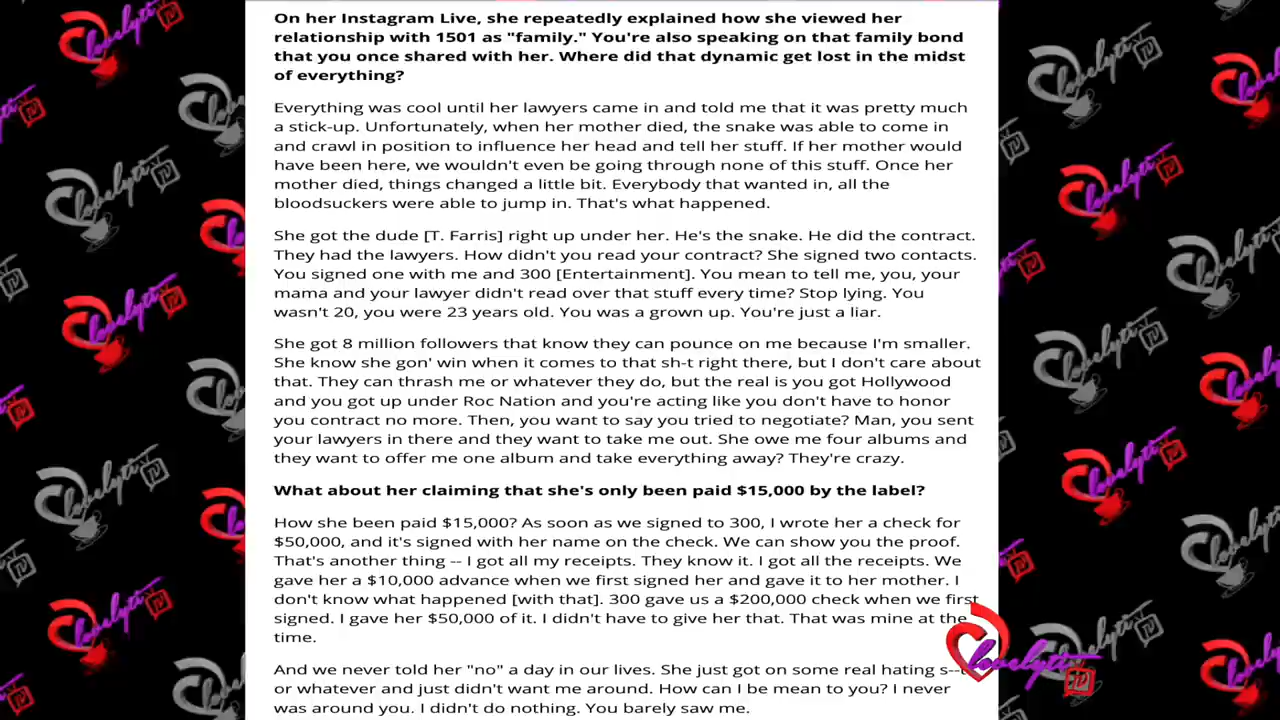 On her Instagram Live, she repeatedly explained how she viewed her
relationship with 1501 as "family." You're also speaking on that family bond
that you once shared with her. Where did that dynamic get lost in the midst
of everything?
Everything was cool until her lawyers came in and told me that it was pretty much
a stick-up. Unfortunately, when her mother died, the snake was able to come in
and crawl in position to influence her head and tell her stuff. If her mother would
have been here, we wouldn't even be going through none of this stuff. Once her
mother died, things changed a little bit. Everybody that wanted in, all the
bloodsuckers were able to jump in. That's what happened.
She got the dude [T. Farris] right up under her. He's the snake. He did the contract.
They had the lawyers. How didn't you read your contract? She signed two contacts.
You signed one with me and 300 [Entertainment]. You mean to tell me, you, your
mama and your lawyer didn't read over that stuff every time? Stop lying. You
wasn't 20, you were 23 years old. You was a grown up. You're just a liar.
She got 8 million followers that know they can pounce on me because I'm smaller.
She know she gon' win when it comes to that sh-t right there, but I don't care about
that. They can thrash me or whatever they do, but the real is you got Hollywood
and you got up under Roc Nation and you're acting like you don't have to honor
you contract no more. Then, you want to say you tried to negotiate? Man, you sent
your lawyers in there and they want to take me out. She owe me four albums and
they want to offer me one album and take everything away? They're crazy.
What about her claiming that she's only been paid $15,000 by the label?
How she been paid $15,000? As soon as we signed to 300, I wrote her a check for
$50,000, and it's signed with her name on the check. We can show you the proof.
That's another thing -- I got all my receipts. They know it. I got all the receipts. We
gave her a $10,000 advance when we first signed her and gave it to her mother. I
don't know what happened [with that]. 300 gave us a $200,000 check when we first
signed. I gave her $50,000 of it. I didn't have to give her that. That was mine at the
time.
And we never told her "no" a day in our lives. She just got on some real hating s--t
or whatever and just didn't want me around. How can I be mean to you? I never
was around you. I didn't do nothing. You barely saw me.
Lovelyti TV